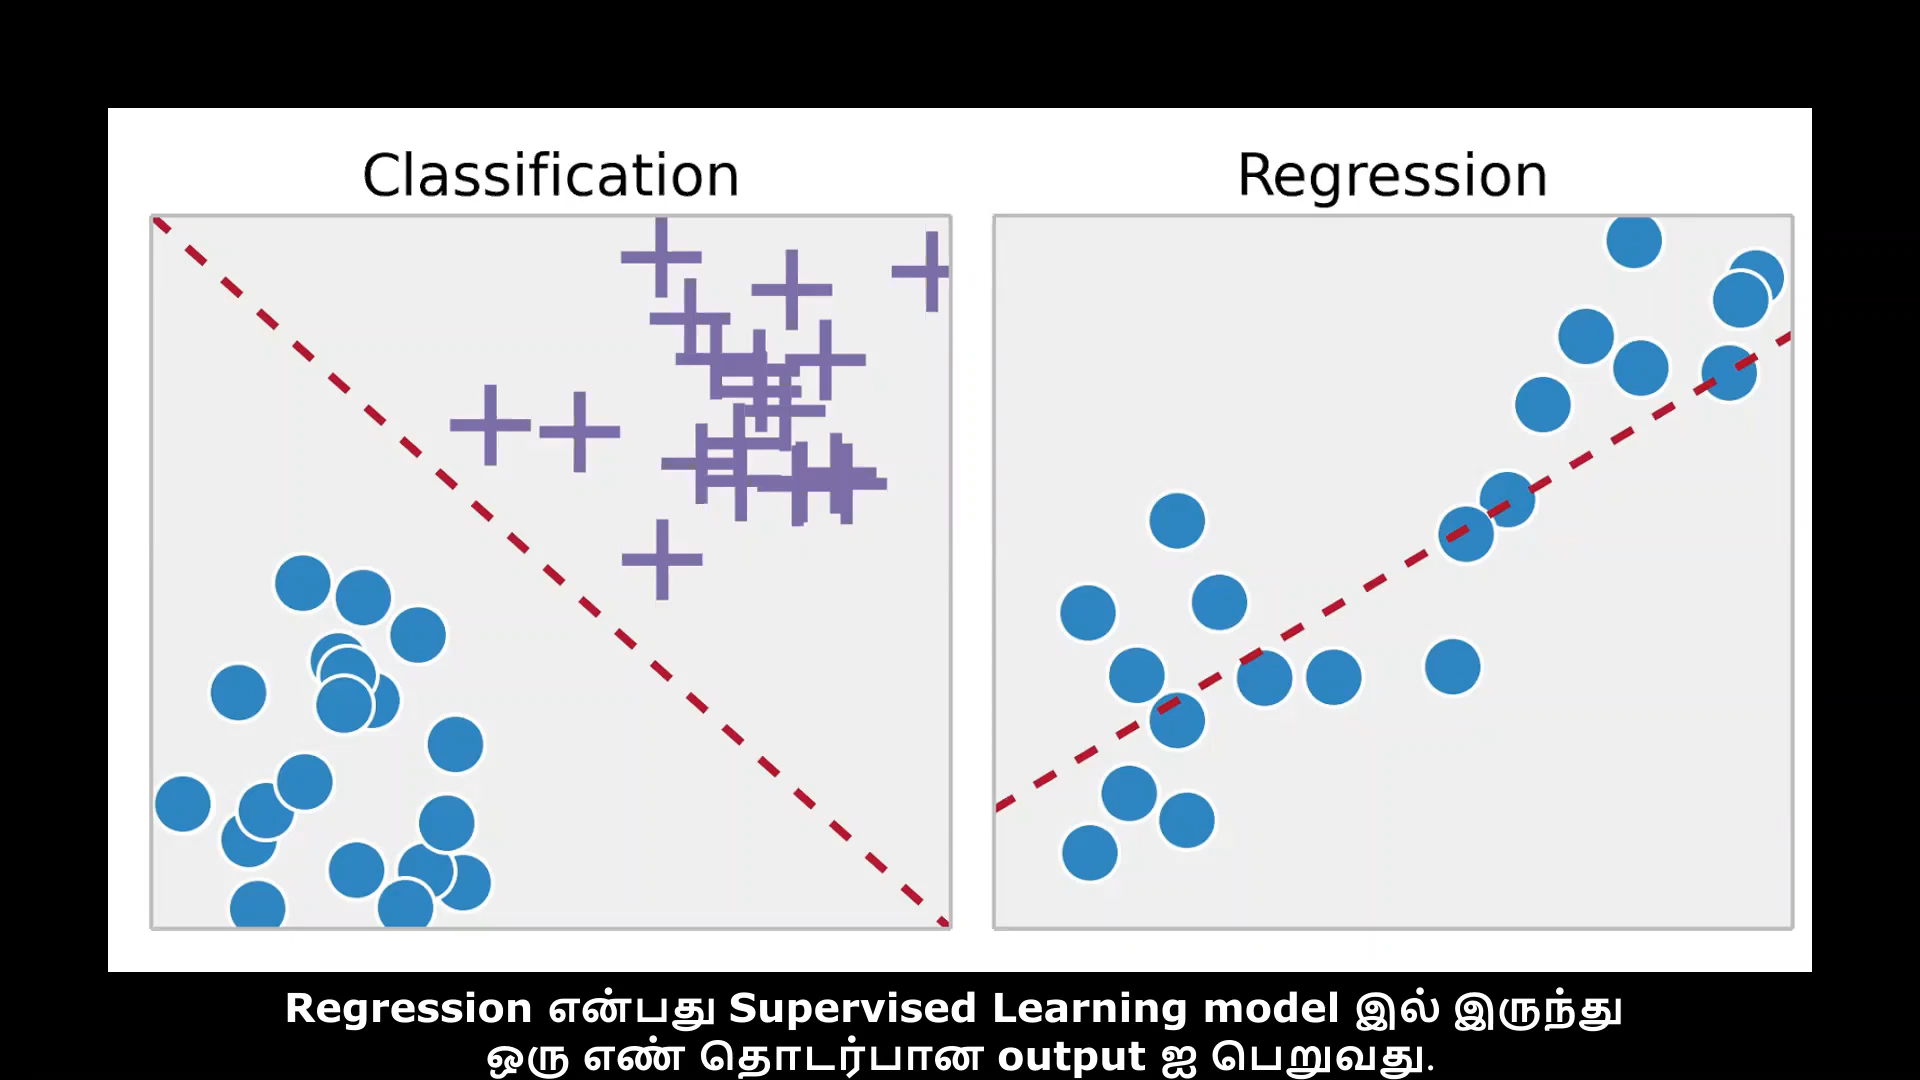 Classification
Regression
Regression என்பது Supervised Learning model இல் இருந்து
ஒரு எண் தொடர்பான output ஐ பெறுவது.